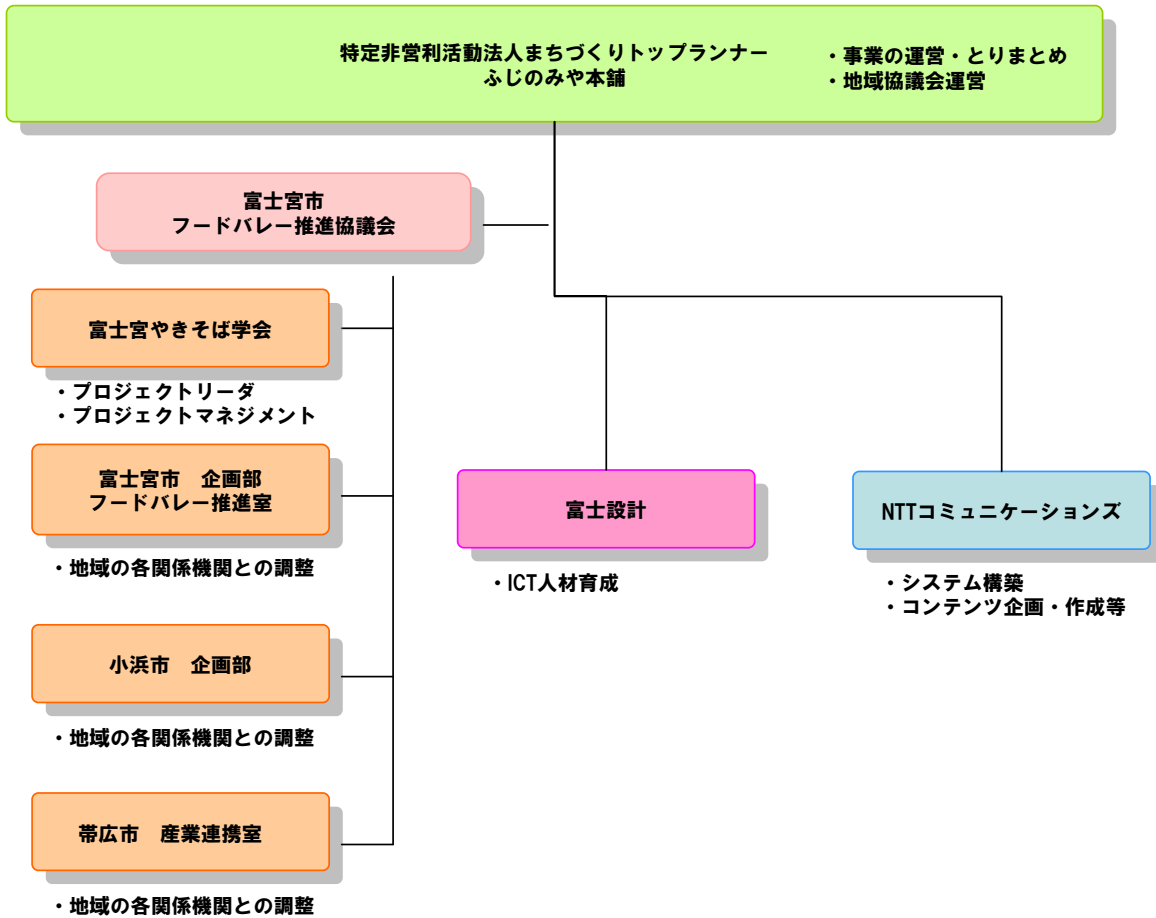 特定非営利活動法人まちづくりトップランナー
ふじのみや本舗
・事業の運営・とりまとめ
・地域協議会運営
富士宮市
フードバレー推進協議会
富士宮やきそば学会
・プロジェクトリーダ
・プロジェクトマネジメント
富士宮市　企画部
フードバレー推進室
・地域の各関係機関との調整
小浜市　企画部
・地域の各関係機関との調整
帯広市　産業連携室
・地域の各関係機関との調整
富士設計
・ICT人材育成
NTTコミュニケーションズ
・システム構築
・コンテンツ企画・作成等